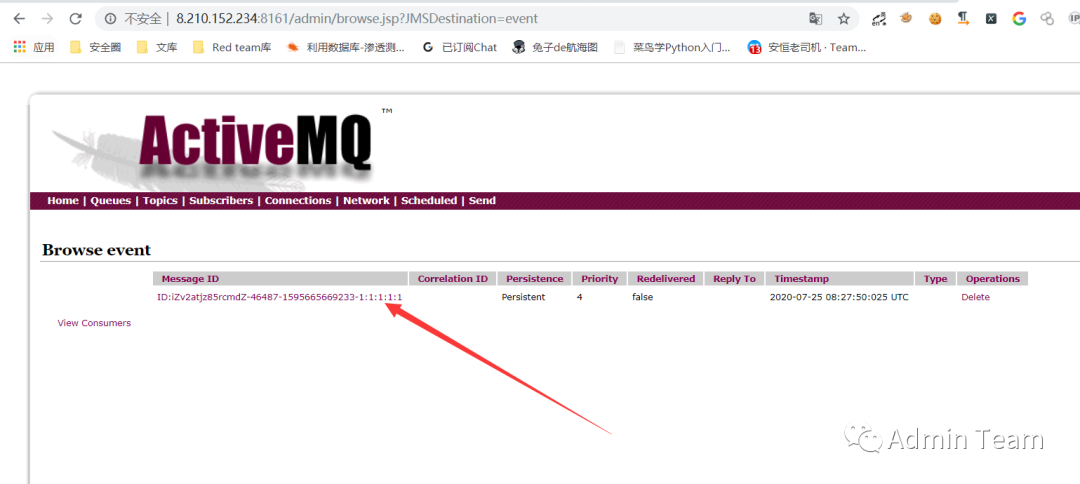 不安全 | 8.210.152.234:8161/admin/browse.jsp?JMSDestination=event
应用 安全圈 文库 Red team库 利用数据库-渗透测... 已订阅Chat 兔子de航海图 菜鸟学Python入门... 安恒老司机 · Team...
ActiveMQ™
Home | Queues | Topics | Subscribers | Connections | Network | Scheduled | Send
Browse event
Message ID Correlation ID Persistence Priority Redelivered Reply To Timestamp Type Operations
ID:iZv2atjz85rcmdZ-46487-1595665669233-1:1:1:1:1 Persistent 4 false 2020-07-25 08:27:50:025 UTC Delete
View Consumers
Admin Team